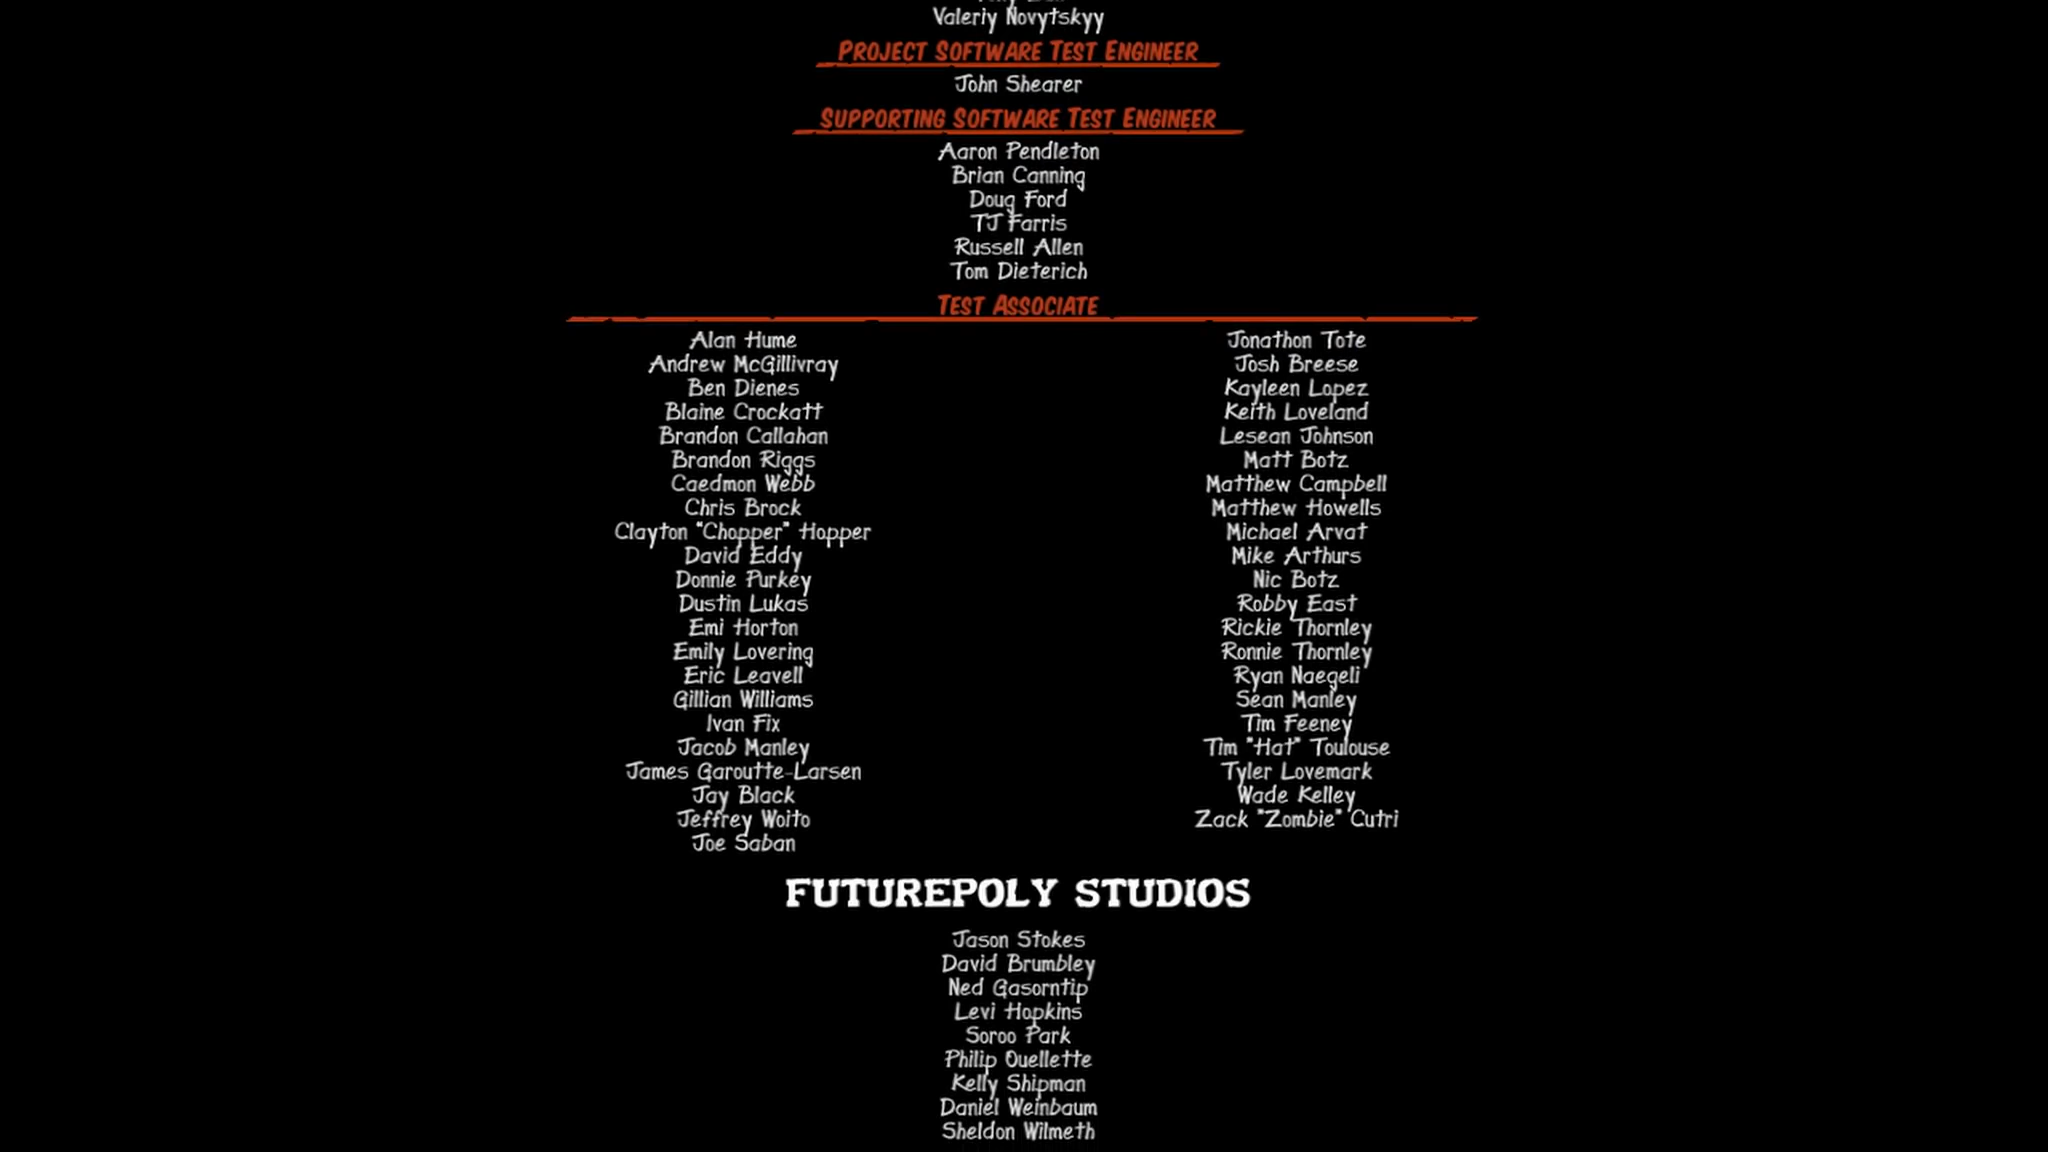 Valeriy Novytskyy
Project Software Test Engineer
John Shearer
Supporting Software Test Engineer
Aaron Pendleton
Brian Canning
Doug Ford
TJ Farris
Russell Allen
Tom Dieterich
Test Associate
Alan Hume
Andrew McGillivray
Ben Dienes
Blaine Crockatt
Brandon Callahan
Brandon Riggs
Caedmon Webb
Chris Brock
Clayton "Chopper" Hopper
David Eddy
Donnie Purkey
Dustin Lukas
Emi Horton
Emily Lovering
Eric Leavell
Gillian Williams
Ivan Fix
Jacob Manley
James Garoutte-Larsen
Jay Black
Jeffrey Woito
Joe Saban
Jonathon Tote
Josh Breese
Kayleen Lopez
Keith Loveland
Lesean Johnson
Matt Botz
Matthew Campbell
Matthew Howells
Michael Arvat
Mike Arthurs
Nic Botz
Robby East
Rickie Thornley
Ronnie Thornley
Ryan Naegeli
Sean Manley
Tim Feeney
Tim "Hat" Toulouse
Tyler Lovemark
Wade Kelley
Zack "Zombie" Cutri
FUTUREPOLY STUDIOS
Jason Stokes
David Brumbley
Ned Gasorntip
Levi Hopkins
Soroo Park
Philip Ouellette
Kelly Shipman
Daniel Weinbaum
Sheldon Wilmeth